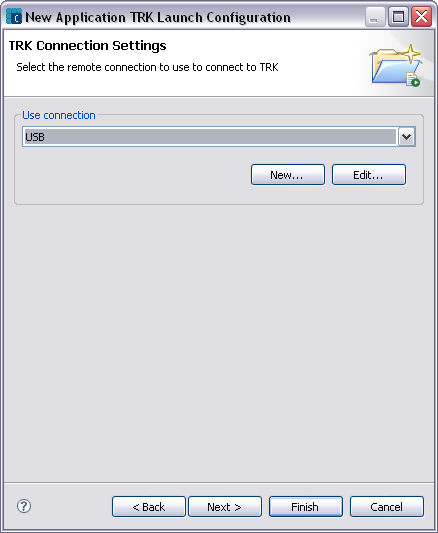 New Application TRK Launch Configuration
TRK Connection Settings
Select the remote connection to use to connect to TRK
Use connection
USB
New... Edit...
? < Back Next > Finish Cancel